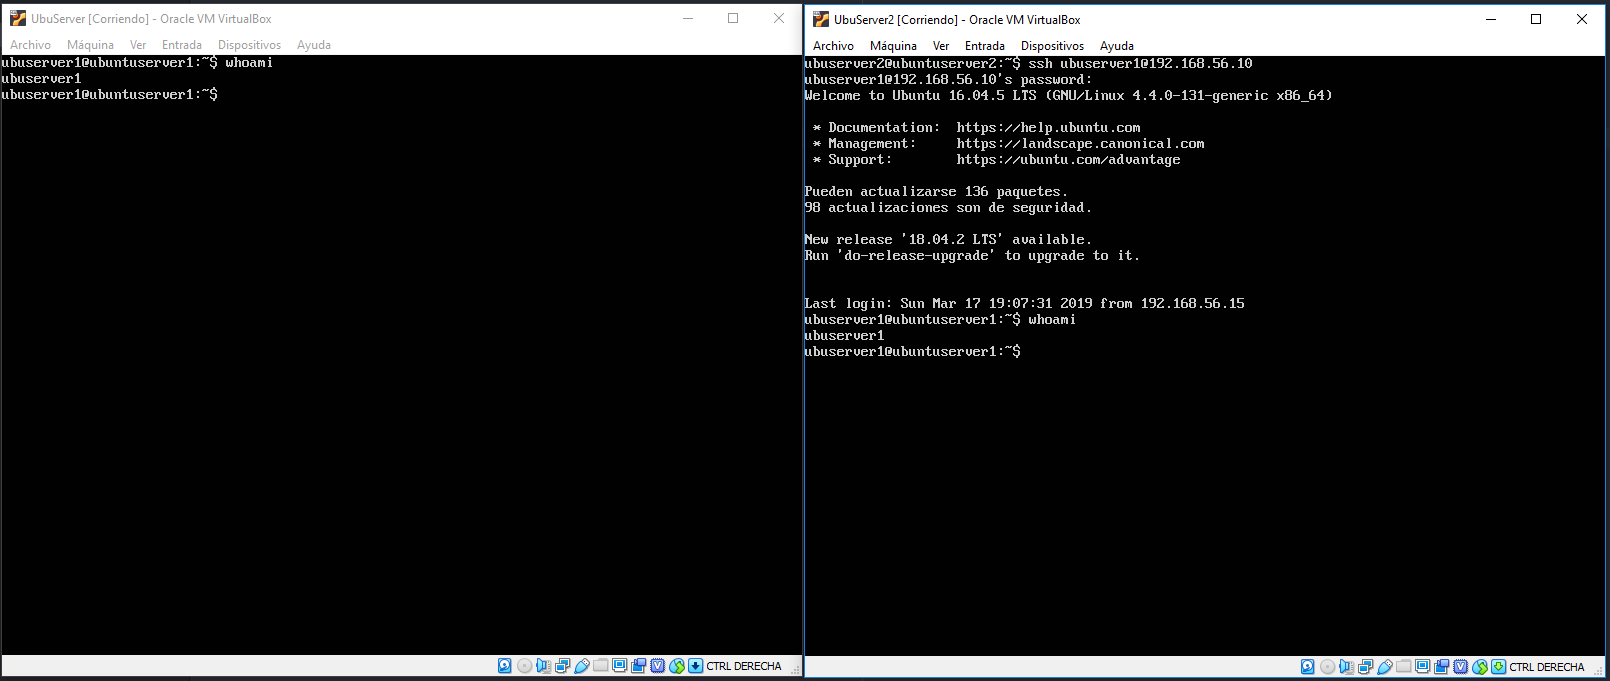 UbuServer [Corriendo] - Oracle VM VirtualBox
Archivo Máquina Ver Entrada Dispositivos Ayuda
ubuserver1@ubuntuserver1:~$ whoami
ubuserver1
ubuserver1@ubuntuserver1:~$
CTRL DERECHA
UbuServer2 [Corriendo] - Oracle VM VirtualBox
Archivo Máquina Ver Entrada Dispositivos Ayuda
ubuserver2@ubuntuserver2:~$ ssh ubuserver1@192.168.56.10
ubuserver1@192.168.56.10's password:
Welcome to Ubuntu 16.04.5 LTS (GNU/Linux 4.4.0-131-generic x86_64)
* Documentation: https://help.ubuntu.com
* Management: https://landscape.canonical.com
* Support: https://ubuntu.com/advantage
Pueden actualizarse 136 paquetes.
98 actualizaciones son de seguridad.
New release '18.04.2 LTS' available.
Run 'do-release-upgrade' to upgrade to it.
Last login: Sun Mar 17 19:07:31 2019 from 192.168.56.15
ubuserver1@ubuntuserver1:~$ whoami
ubuserver1
ubuserver1@ubuntuserver1:~$
CTRL DERECHA